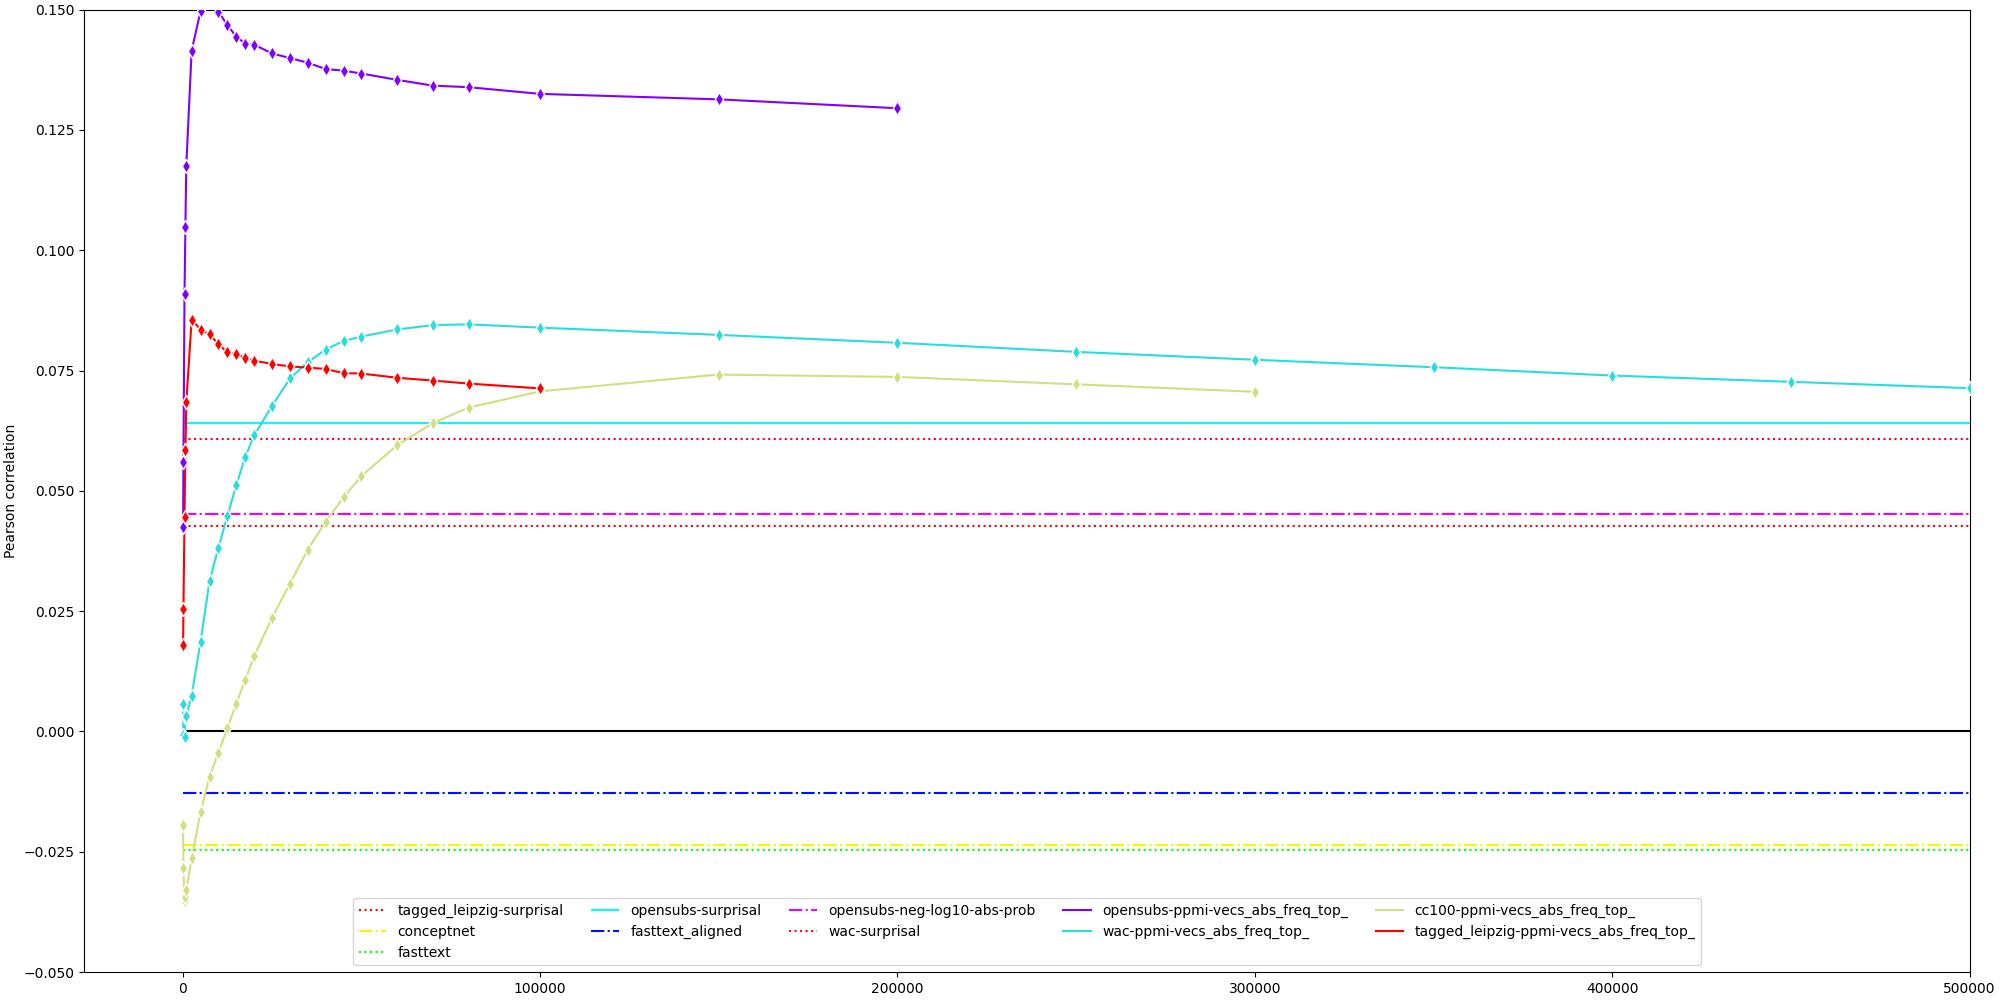 0.150
0.125
0.100
0.075
0.050
0.025
0.000
−0.025
−0.050
Pearson correlation
tagged_leipzig-surprisal
conceptnet
fasttext
opensubs-surprisal
fasttext_aligned
opensubs-neg-log10-abs-prob
wac-surprisal
opensubs-ppmi-vecs_abs_freq_top_
wac-ppmi-vecs_abs_freq_top_
cc100-ppmi-vecs_abs_freq_top_
tagged_leipzig-ppmi-vecs_abs_freq_top_
0 100000 200000 300000 400000 500000